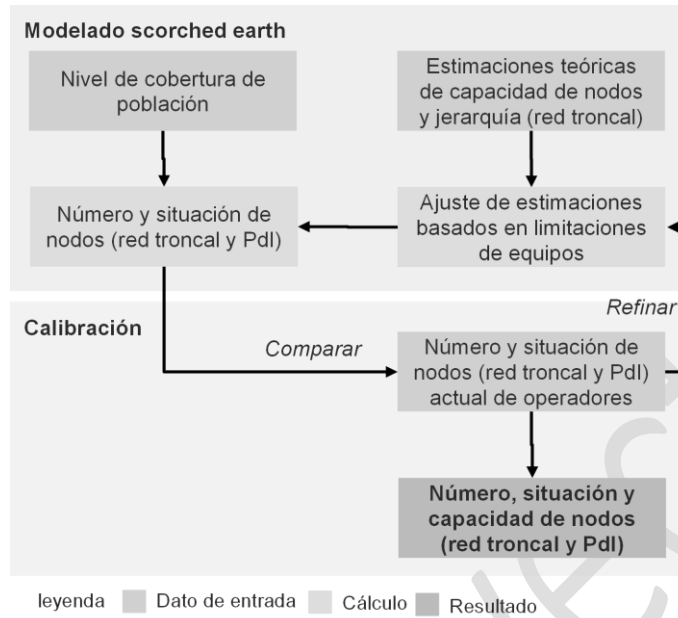 Modelado scorched earth
Nivel de cobertura de
población
Estimaciones teóricas
de capacidad de nodos
y jerarquía (red troncal)
Número y situación de
nodos (red troncal y PdI)
Ajuste de estimaciones
basados en limitaciones
de equipos
Refinar
Calibración
Comparar
Número y situación de
nodos (red troncal y PdI)
actual de operadores
Número, situación y
capacidad de nodos
(red troncal y PdI)
leyenda Dato de entrada Cálculo Resultado